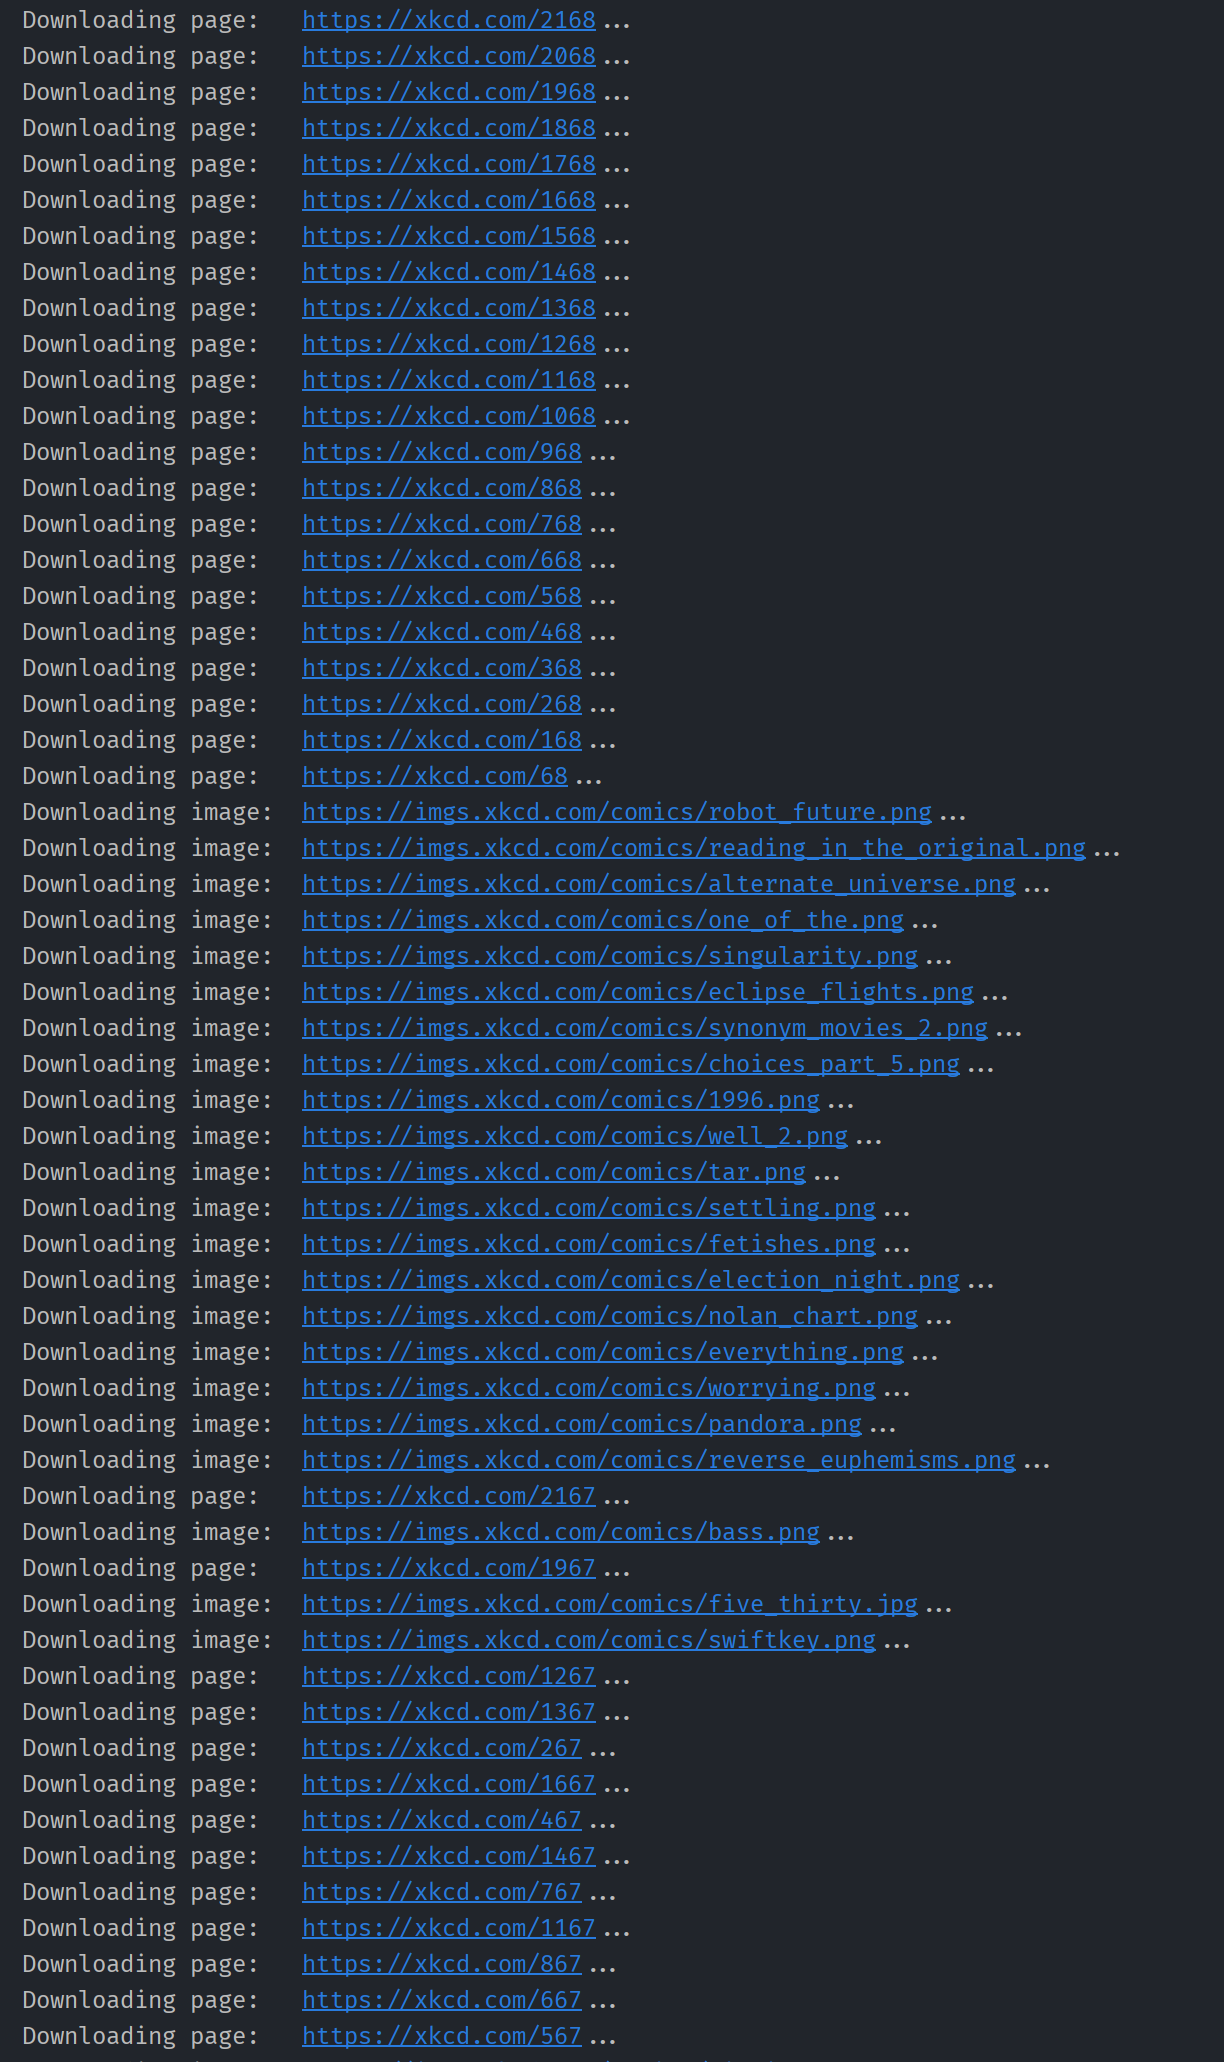 Downloading page: https://xkcd.com/2168...
Downloading page: https://xkcd.com/2068...
Downloading page: https://xkcd.com/1968...
Downloading page: https://xkcd.com/1868...
Downloading page: https://xkcd.com/1768...
Downloading page: https://xkcd.com/1668...
Downloading page: https://xkcd.com/1568...
Downloading page: https://xkcd.com/1468...
Downloading page: https://xkcd.com/1368...
Downloading page: https://xkcd.com/1268...
Downloading page: https://xkcd.com/1168...
Downloading page: https://xkcd.com/1068...
Downloading page: https://xkcd.com/968...
Downloading page: https://xkcd.com/868...
Downloading page: https://xkcd.com/768...
Downloading page: https://xkcd.com/668...
Downloading page: https://xkcd.com/568...
Downloading page: https://xkcd.com/468...
Downloading page: https://xkcd.com/368...
Downloading page: https://xkcd.com/268...
Downloading page: https://xkcd.com/168...
Downloading page: https://xkcd.com/68...
Downloading image: https://imgs.xkcd.com/comics/robot_future.png...
Downloading image: https://imgs.xkcd.com/comics/reading_in_the_original.png...
Downloading image: https://imgs.xkcd.com/comics/alternate_universe.png...
Downloading image: https://imgs.xkcd.com/comics/one_of_the.png...
Downloading image: https://imgs.xkcd.com/comics/singularity.png...
Downloading image: https://imgs.xkcd.com/comics/eclipse_flights.png...
Downloading image: https://imgs.xkcd.com/comics/synonym_movies_2.png...
Downloading image: https://imgs.xkcd.com/comics/choices_part_5.png...
Downloading image: https://imgs.xkcd.com/comics/1996.png...
Downloading image: https://imgs.xkcd.com/comics/well_2.png...
Downloading image: https://imgs.xkcd.com/comics/tar.png...
Downloading image: https://imgs.xkcd.com/comics/settling.png...
Downloading image: https://imgs.xkcd.com/comics/fetishes.png...
Downloading image: https://imgs.xkcd.com/comics/election_night.png...
Downloading image: https://imgs.xkcd.com/comics/nolan_chart.png...
Downloading image: https://imgs.xkcd.com/comics/everything.png...
Downloading image: https://imgs.xkcd.com/comics/worrying.png...
Downloading image: https://imgs.xkcd.com/comics/pandora.png...
Downloading image: https://imgs.xkcd.com/comics/reverse_euphemisms.png...
Downloading page: https://xkcd.com/2167...
Downloading image: https://imgs.xkcd.com/comics/bass.png...
Downloading page: https://xkcd.com/1967...
Downloading image: https://imgs.xkcd.com/comics/five_thirty.jpg...
Downloading image: https://imgs.xkcd.com/comics/swiftkey.png...
Downloading page: https://xkcd.com/1267...
Downloading page: https://xkcd.com/1367...
Downloading page: https://xkcd.com/267...
Downloading page: https://xkcd.com/1667...
Downloading page: https://xkcd.com/467...
Downloading page: https://xkcd.com/1467...
Downloading page: https://xkcd.com/767...
Downloading page: https://xkcd.com/1167...
Downloading page: https://xkcd.com/867...
Downloading page: https://xkcd.com/667...
Downloading page: https://xkcd.com/567...